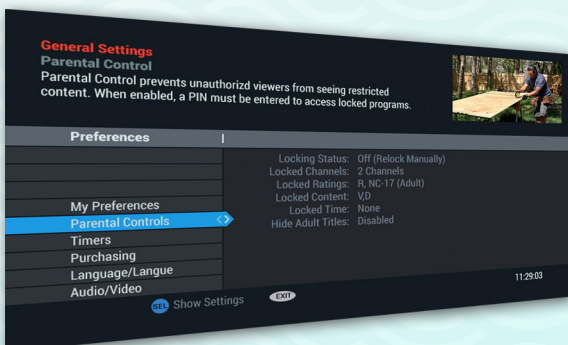 General Settings
Parental Control
Parental Control prevents unauthorizd viewers from seeing restricted
content. When enabled, a PIN must be entered to access locked programs.
Preferences
My Preferences
Parental Controls
Timers
Purchasing
Language/Langue
Audio/Video
Locking Status: Off (Relock Manually)
Locked Channels: 2 Channels
Locked Ratings: R, NC-17 (Adult)
Locked Content: V,D
Locked Time: None
Hide Adult Titles: Disabled
SEL Show Settings EXIT
11:29:03